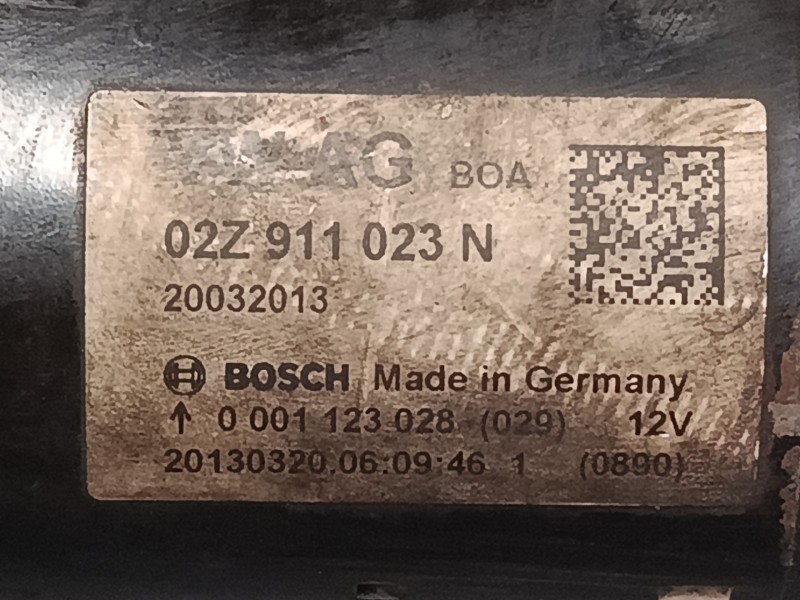 BOA
02Z 911 023 N
20032013
BOSCH Made in Germany
↑ 0 001 123 028 (029) 12V
20130320.06:09:46 1 (0890)